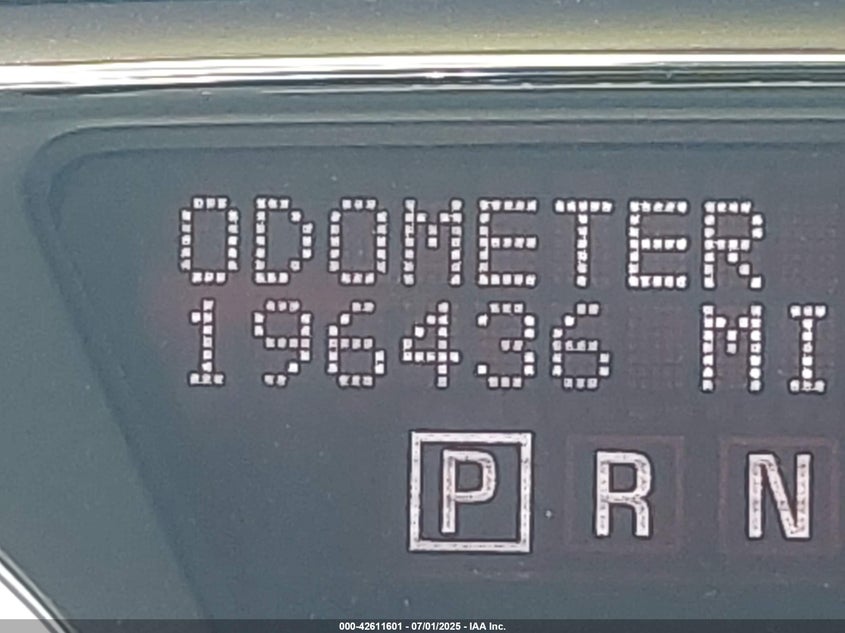 ODOMETER
196436 MI
P R N
000-42611601 - 07/01/2025 - IAA Inc.